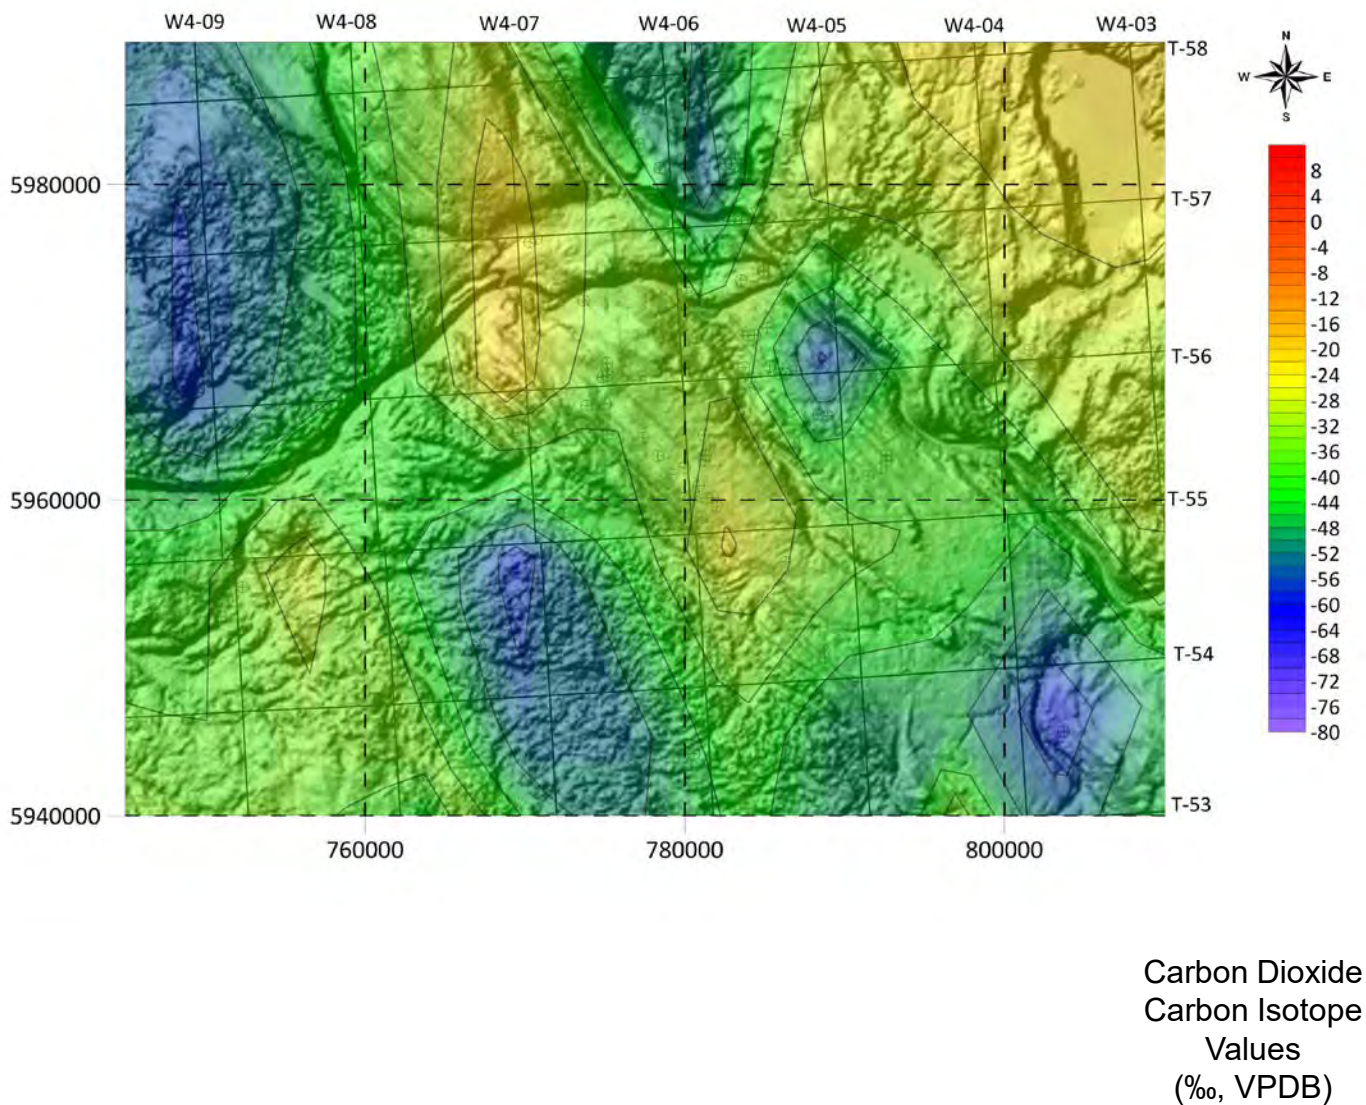 W4-09 W4-08 W4-07 W4-06 W4-05 W4-04 W4-03
T-58
N
W E
S
8
4
0
-4
-8
-12
-16
-20
-24
-28
-32
-36
-40
-44
-48
-52
-56
-60
-64
-68
-72
-76
-80
5980000
T-57
T-56
5960000
T-55
T-54
5940000
T-53
760000 780000 800000
Carbon Dioxide
Carbon Isotope
Values
(‰, VPDB)